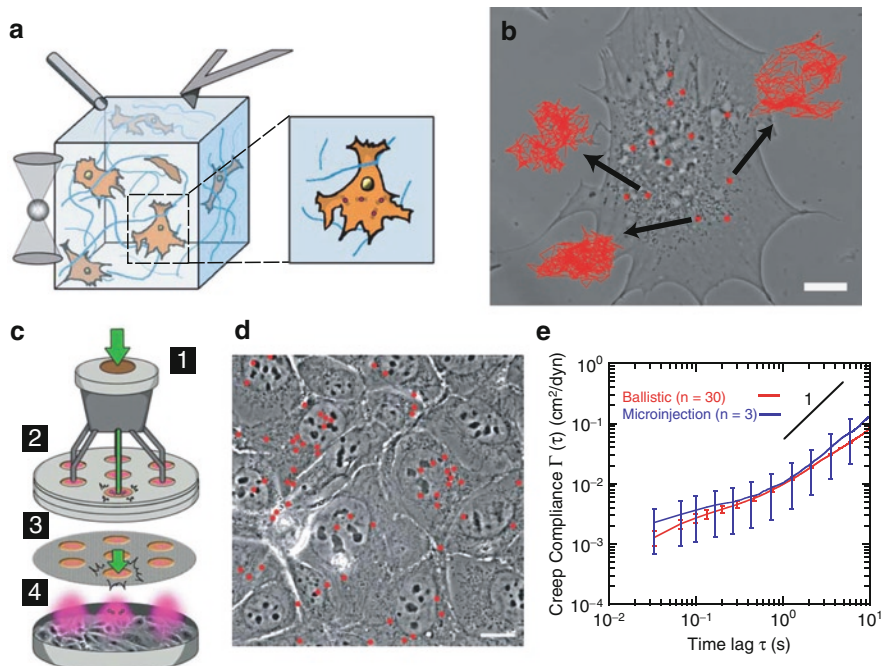 a
b
c
1
2
3
4
d
e
Creep Compliance Γ (τ) (cm²/dyn)
10⁰
10⁻¹
10⁻²
10⁻³
10⁻⁴
Ballistic (n = 30)
Microinjection (n = 3)
1
10⁻² 10⁻¹ 10⁰ 10¹
Time lag τ (s)